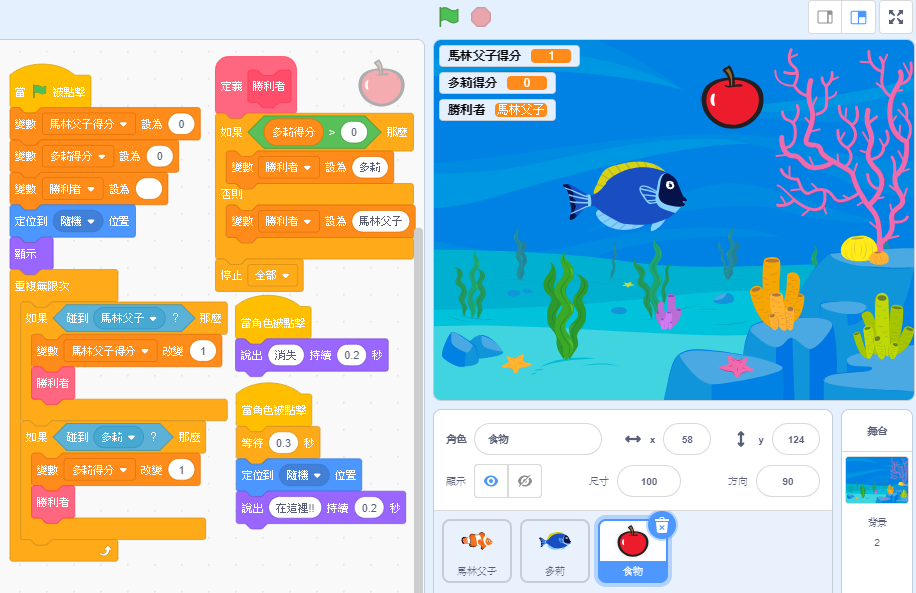 當 被點擊
變數 馬林父子得分 設為 0
變數 多莉得分 設為 0
變數 勝利者 設為
定位到 隨機 位置
顯示
重複無限次
如果 碰到 馬林父子 ? 那麼
變數 馬林父子得分 改變 1
勝利者
如果 碰到 多莉 ? 那麼
變數 多莉得分 改變 1
勝利者
定義 勝利者
如果 多莉得分 > 0 那麼
變數 勝利者 設為 多莉
否則
變數 勝利者 設為 馬林父子
停止 全部
當角色被點擊
說出 消失 持續 0.2 秒
當角色被點擊
等待 0.3 秒
定位到 隨機 位置
說出 在這裡!! 持續 0.2 秒
馬林父子得分 1
多莉得分 0
勝利者 馬林父子
角色 食物 x 58 y 124
顯示 尺寸 100 方向 90
馬林父子 多莉 食物
舞台
背景
2